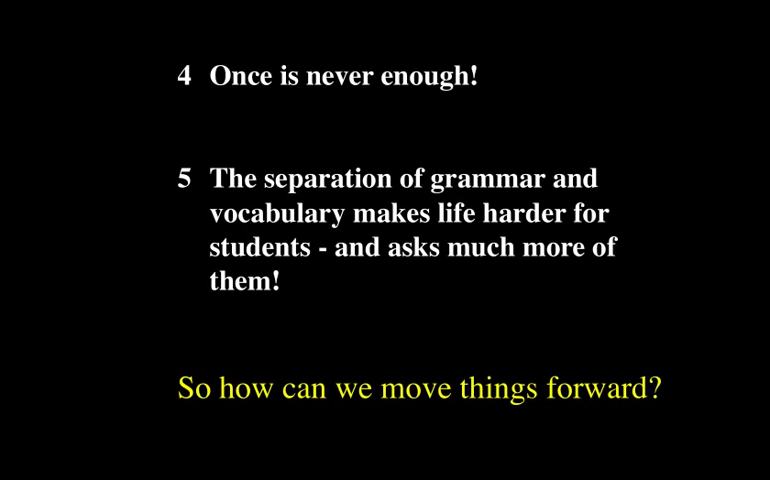 4 Once is never enough!
5 The separation of grammar and
vocabulary makes life harder for
students - and asks much more of
them!
So how can we move things forward?